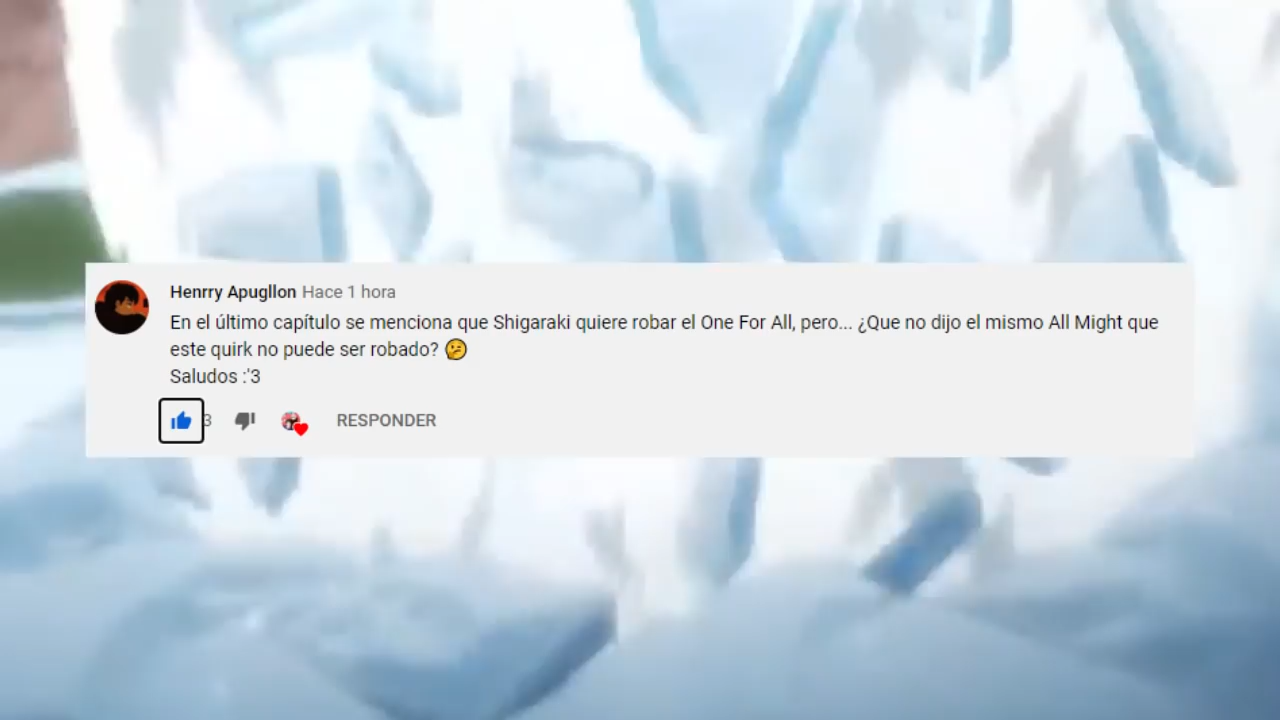 Henrry Apugllon Hace 1 hora
En el último capítulo se menciona que Shigaraki quiere robar el One For All, pero... ¿Que no dijo el mismo All Might que
este quirk no puede ser robado? 🤔
Saludos :'3
3 RESPONDER